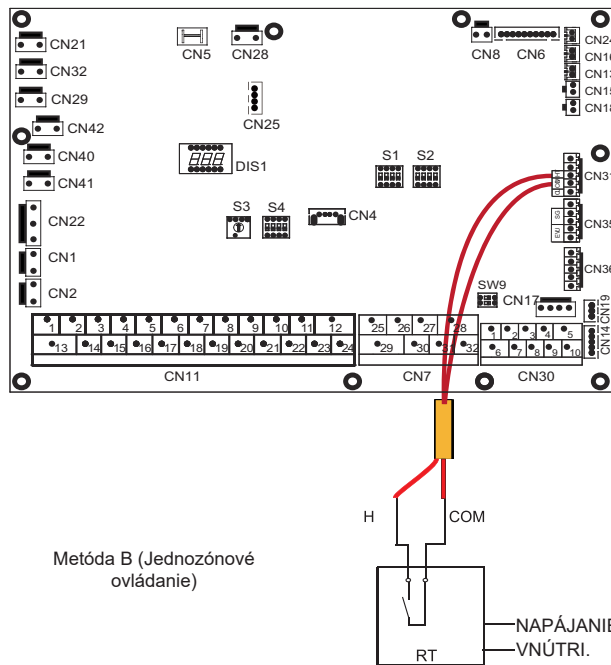 CN21
CN32
CN29
CN42
CN40
CN41
CN22
CN1
CN2
CN5
CN28
CN25
DIS1
S3
S4
CN4
S1
S2
CN8
CN6
CN24
CN16
CN13
CN15
CN18
CN31
CN35
CN36
SG
EVU
SW9
CN17
CN19
CN14
1 2 3 4 5 6 7 8 9 10 11 12
13 14 15 16 17 18 19 20 21 22 23 24
CN11
25 26 27 28
29 30 31 32
CN7
1 2 3 4 5
6 7 8 9 10
CN30
H
COM
Metóda B (Jednozónové
ovládanie)
RT
NAPÁJANIE
VNÚTRI.